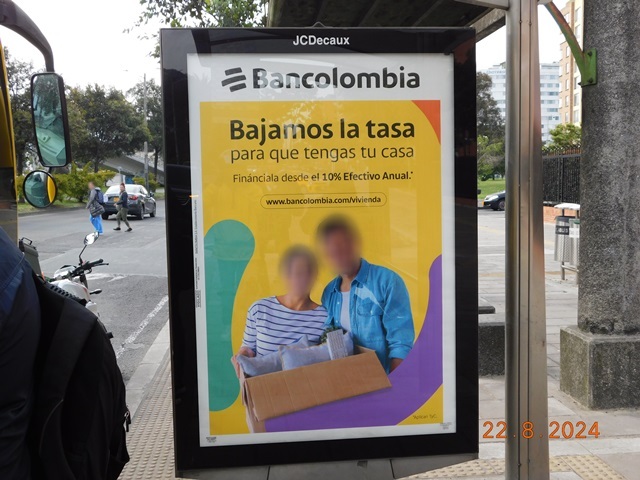 JCDecaux
Bancolombia
Bajamos la tasa
para que tengas tu casa
Finánciala desde el 10% Efectivo Anual.*
www.bancolombia.com/vivienda
22.8.2024